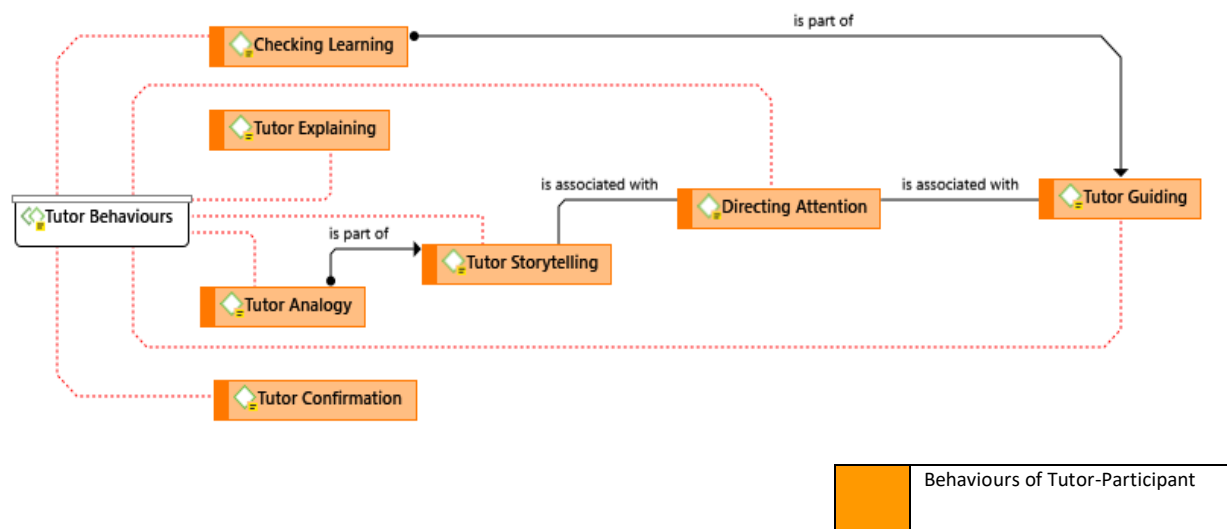 is part of
Checking Learning
Tutor Explaining
is associated with
is associated with
Tutor Guiding
Directing Attention
Tutor Behaviours
is part of
Tutor Storytelling
Tutor Analogy
Tutor Confirmation
Behaviours of Tutor-Participant